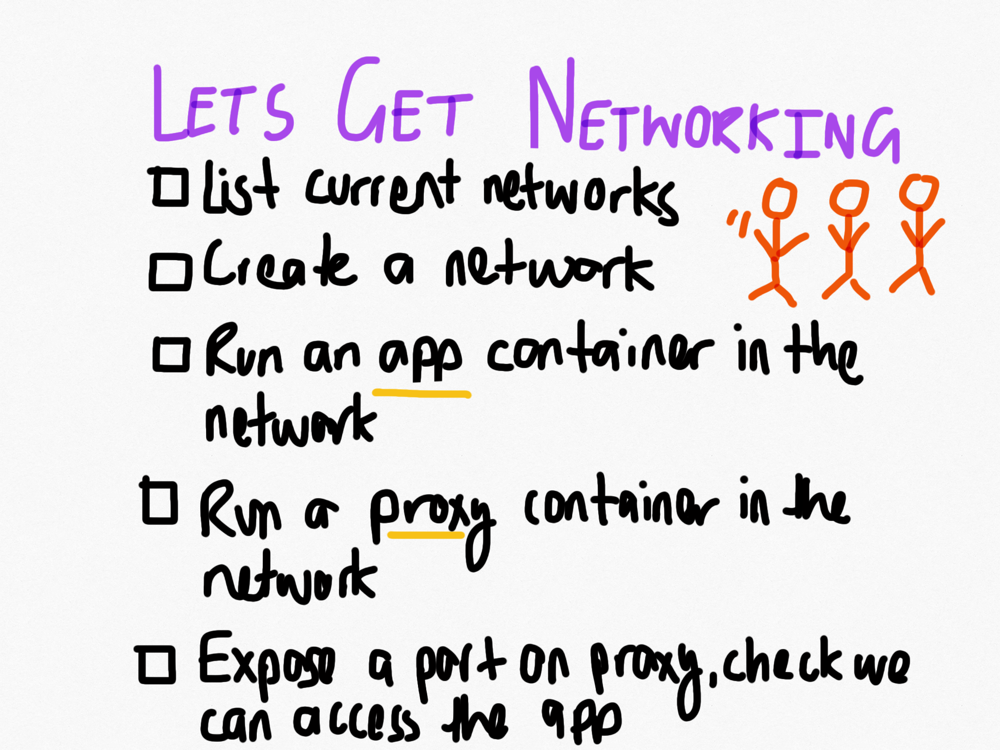 LETS GET NETWORKING
List current networks
Create a network
Run an app container in the
network
Run a proxy container in the
network
Expose a port on proxy, check we
can access the app